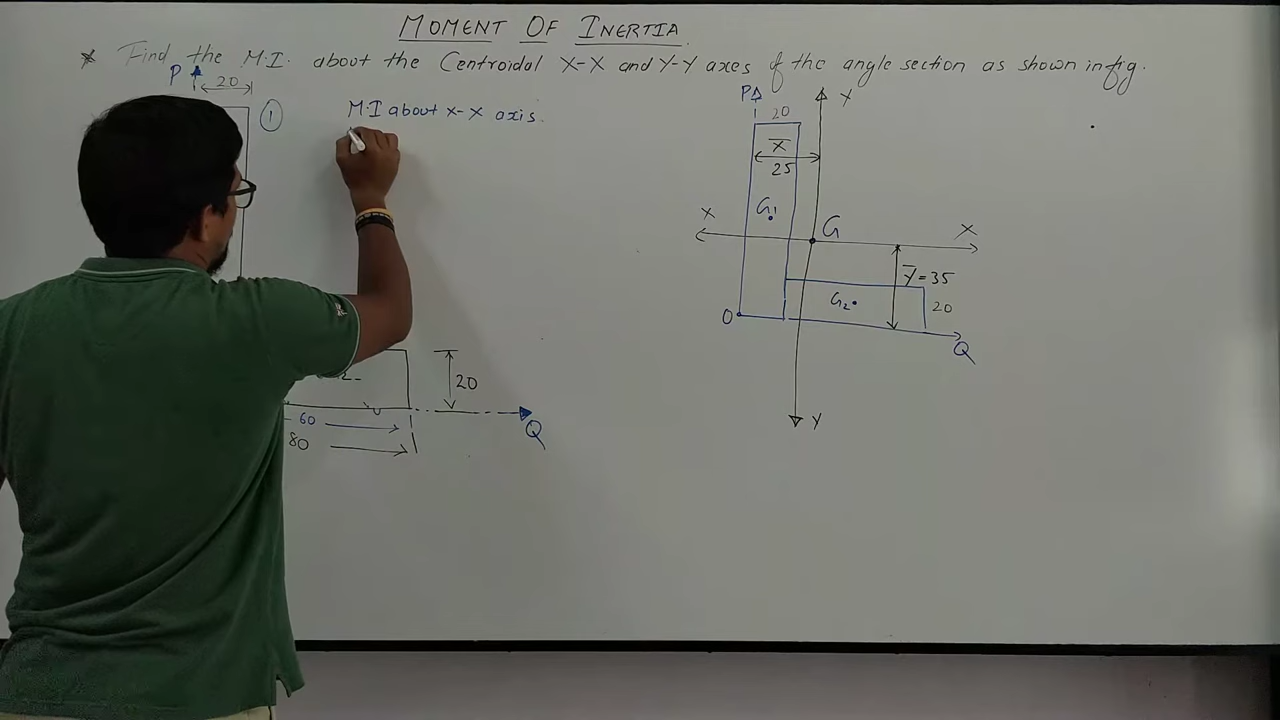 MOMENT OF INERTIA
* Find the M.I. about the Centroidal X-X and Y-Y axes of the angle section as shown in fig.
P 20
1
M.I about X-X axis.
20
60
80
Q
P
20
Y
X
25
G1
X
G
X
Y = 35
G2
20
O
Q
Y